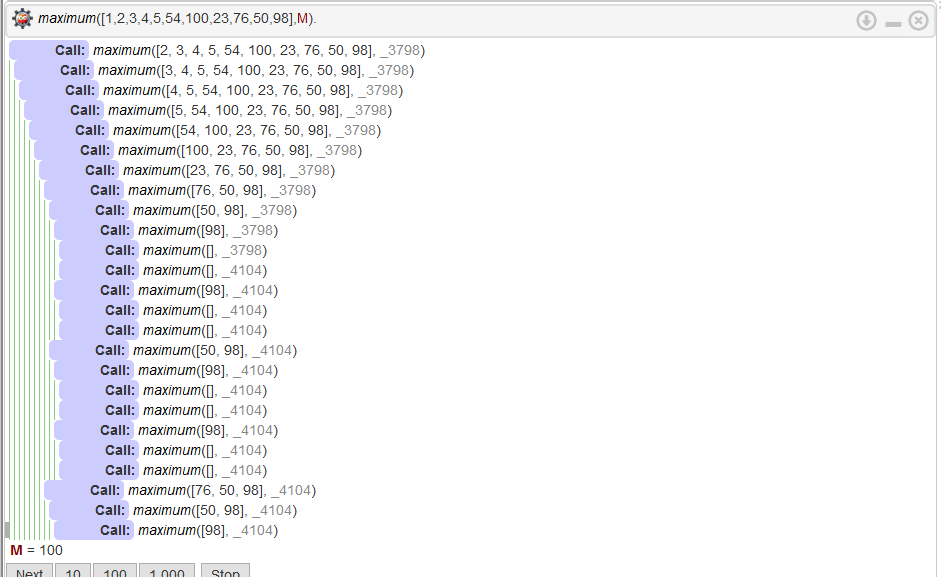 maximum([1,2,3,4,5,54,100,23,76,50,98],M).
Call: maximum([2, 3, 4, 5, 54, 100, 23, 76, 50, 98], _3798)
Call: maximum([3, 4, 5, 54, 100, 23, 76, 50, 98], _3798)
Call: maximum([4, 5, 54, 100, 23, 76, 50, 98], _3798)
Call: maximum([5, 54, 100, 23, 76, 50, 98], _3798)
Call: maximum([54, 100, 23, 76, 50, 98], _3798)
Call: maximum([100, 23, 76, 50, 98], _3798)
Call: maximum([23, 76, 50, 98], _3798)
Call: maximum([76, 50, 98], _3798)
Call: maximum([50, 98], _3798)
Call: maximum([98], _3798)
Call: maximum([], _3798)
Call: maximum([], _4104)
Call: maximum([98], _4104)
Call: maximum([], _4104)
Call: maximum([], _4104)
Call: maximum([50, 98], _4104)
Call: maximum([98], _4104)
Call: maximum([], _4104)
Call: maximum([], _4104)
Call: maximum([98], _4104)
Call: maximum([], _4104)
Call: maximum([], _4104)
Call: maximum([76, 50, 98], _4104)
Call: maximum([50, 98], _4104)
Call: maximum([98], _4104)
M = 100
Next 10 100 1,000 Stop